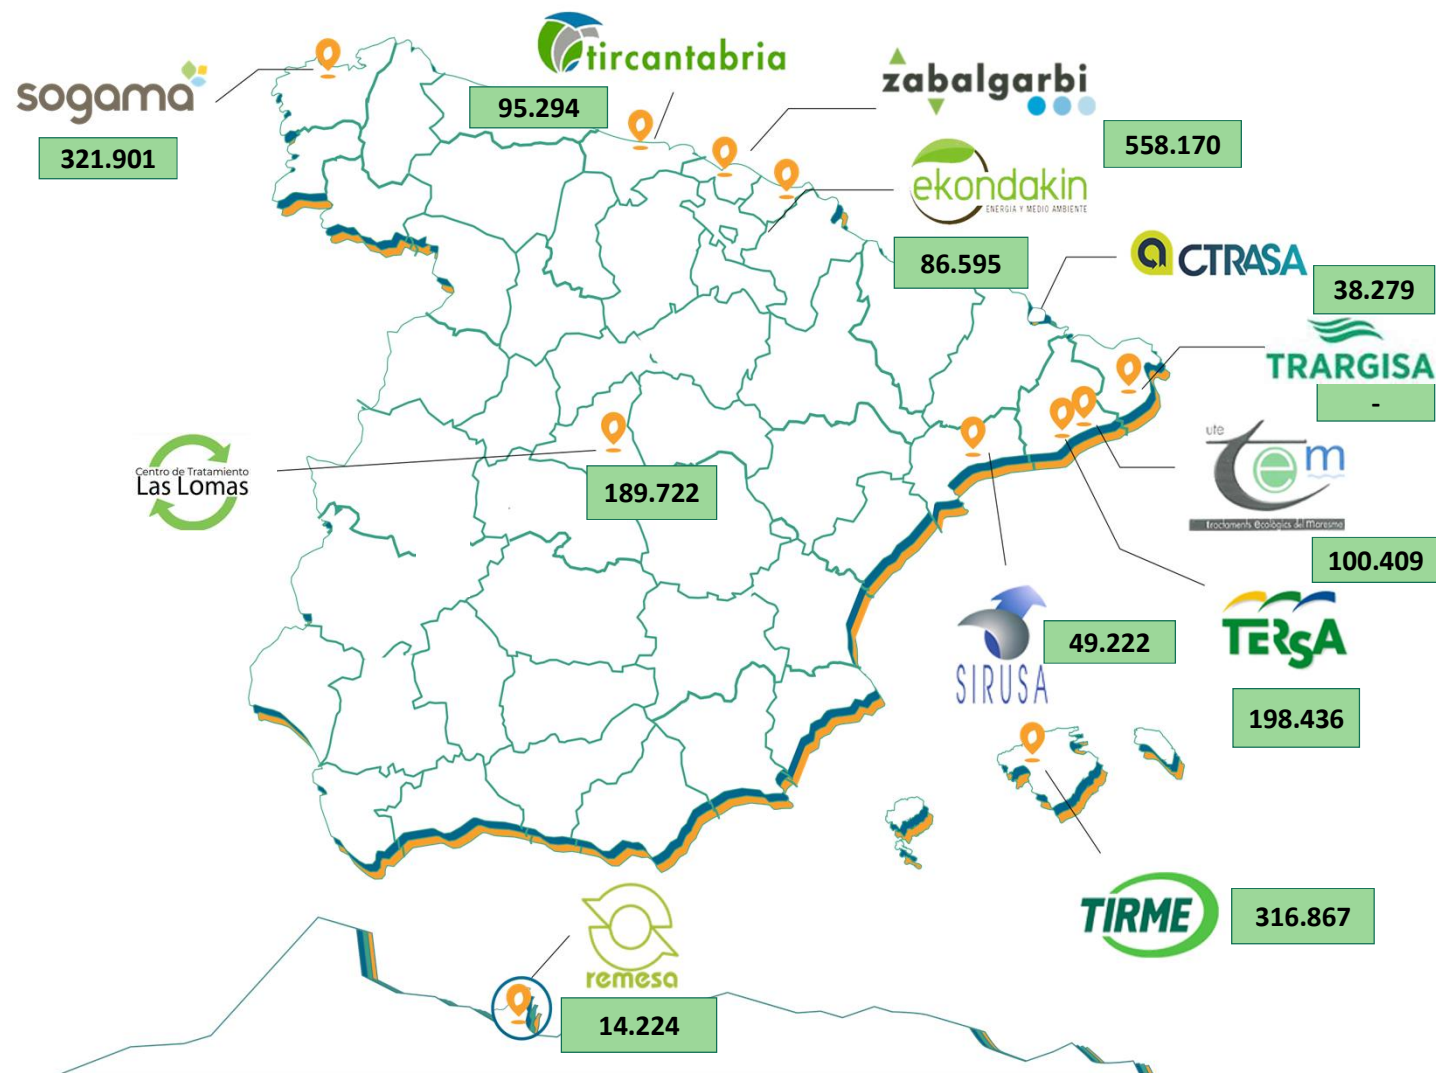 tircantabria
sogama
zabalgarbi
95.294
321.901
558.170
ekondakin
ENERGÍA Y MEDIO AMBIENTE
86.595
CTRASA
38.279
TRARGISA
-
ute
tem
tractaments ecològics del maresme
100.409
Centro de Tratamiento
Las Lomas
189.722
SIRUSA
49.222
TERSA
198.436
TIRME
316.867
remesa
14.224